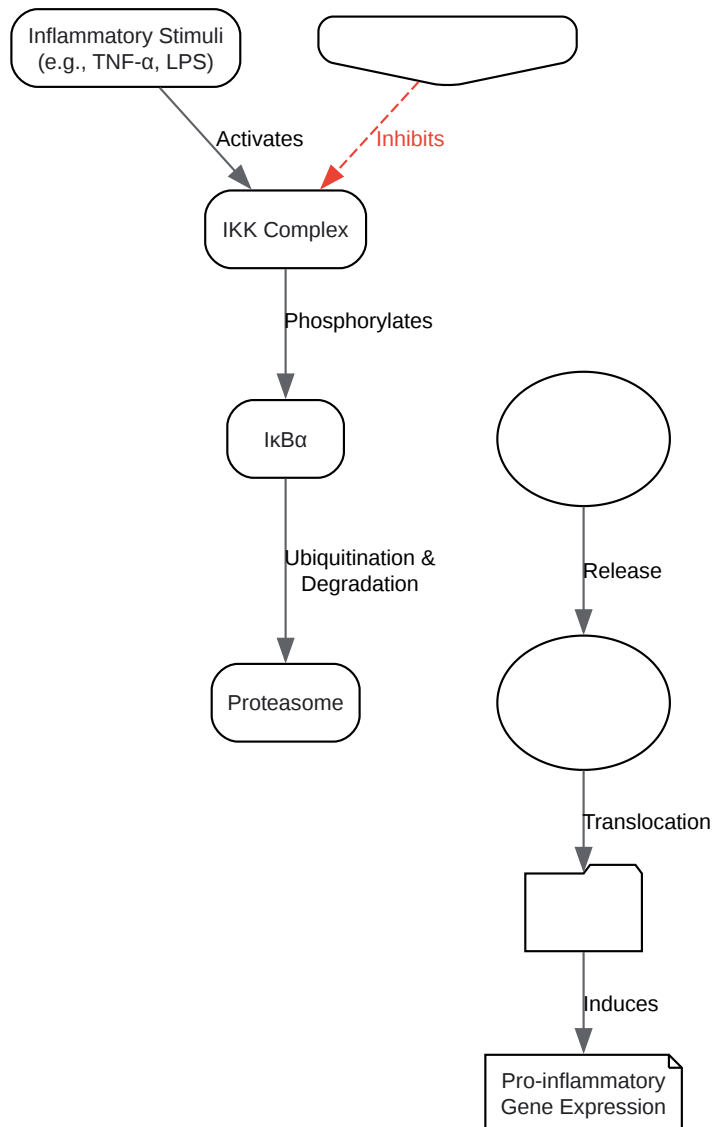 Inflammatory Stimuli
(e.g., TNF-α, LPS)
Activates
Inhibits
IKK Complex
Phosphorylates
IκBα
Ubiquitination &
Degradation
Release
Proteasome
Translocation
Induces
Pro-inflammatory
Gene Expression